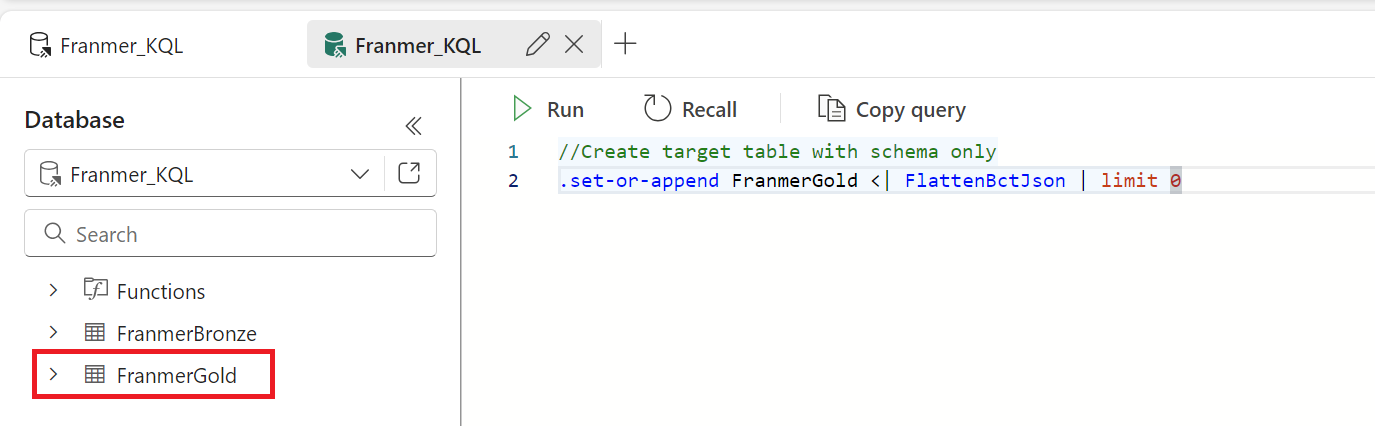 Franmer_KQL
Franmer_KQL
Database
Franmer_KQL
Search
Functions
FranmerBronze
FranmerGold
Run
Recall
Copy query
1 //Create target table with schema only
2 .set-or-append FranmerGold <| FlattenBctJson | limit 0